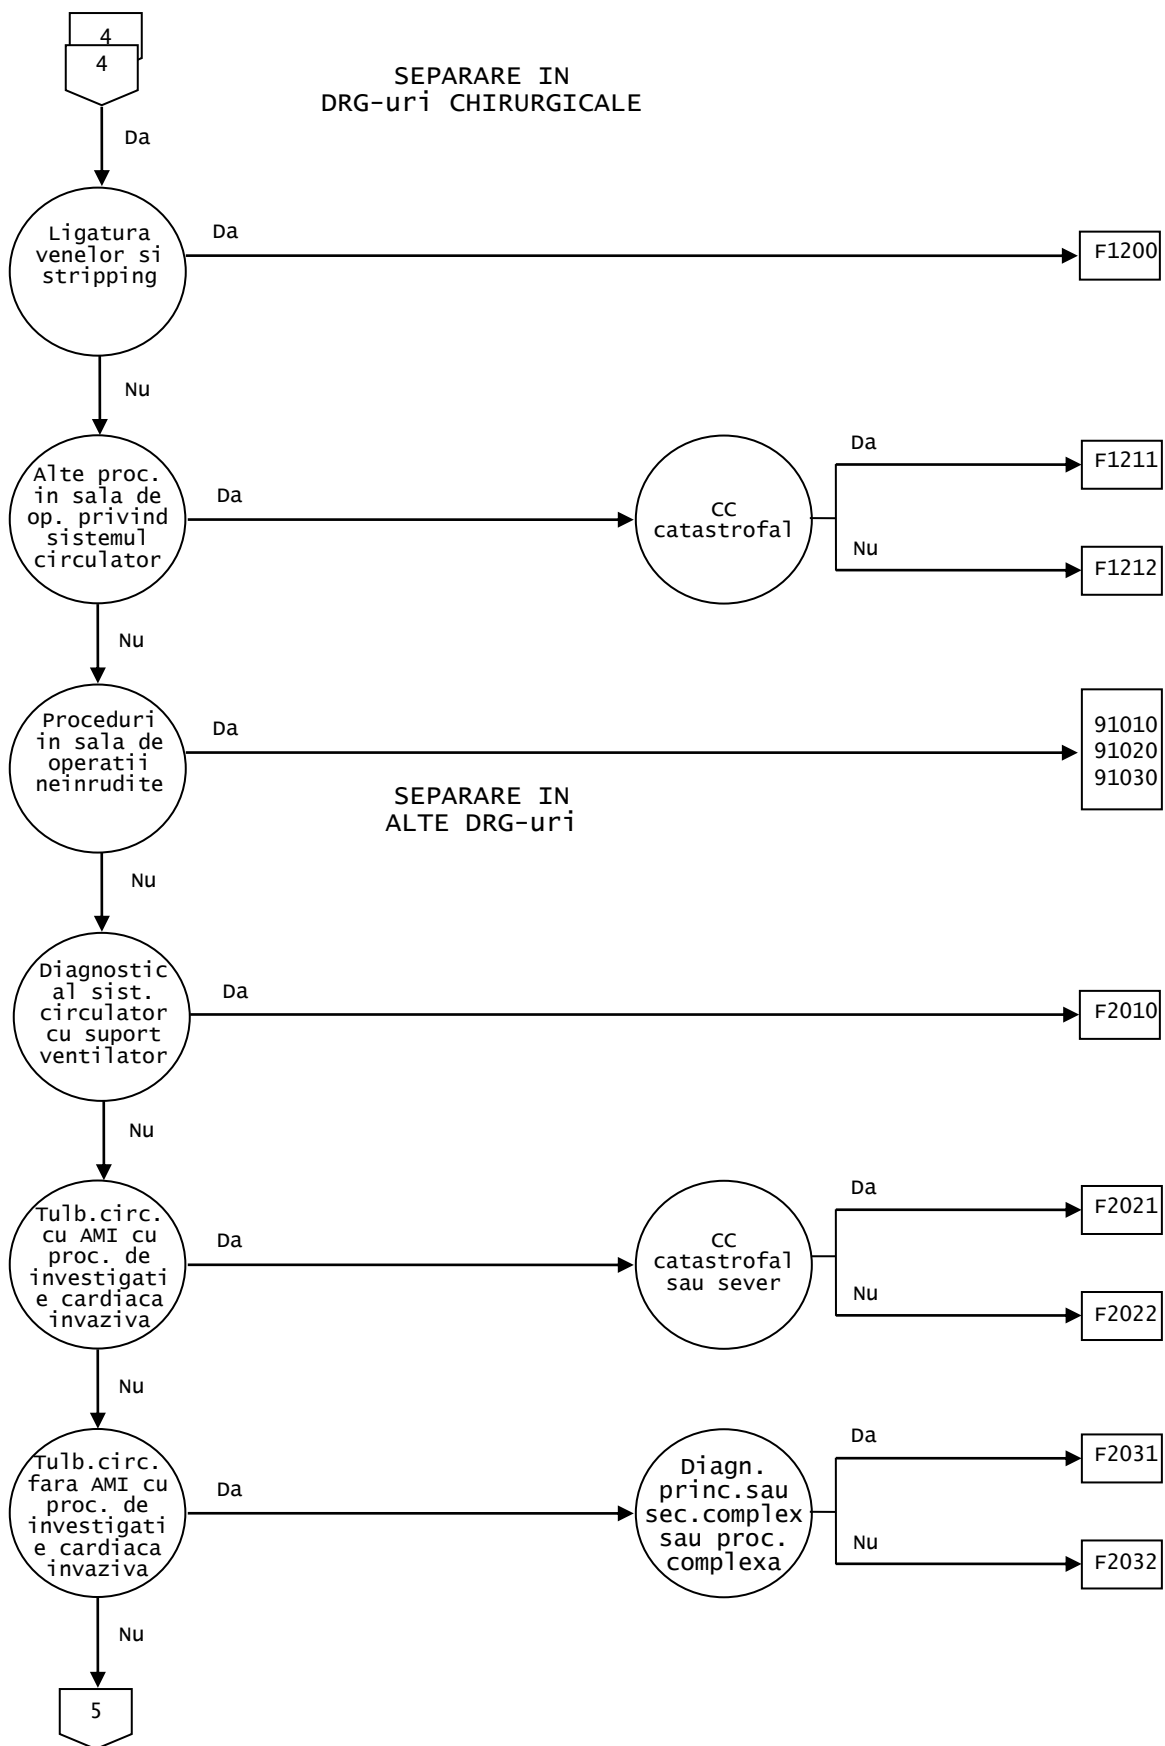 4
4
SEPARARE IN
DRG-uri CHIRURGICALE
Da
Ligatura
venelor si
stripping
Da
F1200
Nu
Alte proc.
in sala de
op. privind
sistemul
circulator
Da
CC
catastrofal
Da
F1211
Nu
F1212
Nu
Proceduri
in sala de
operatii
neinrudite
Da
91010
91020
91030
SEPARARE IN
ALTE DRG-uri
Nu
Diagnostic
al sist.
circulator
cu suport
ventilator
Da
F2010
Nu
Tulb.circ.
cu AMI cu
proc. de
investigati
e cardiaca
invaziva
Da
CC
catastrofal
sau sever
Da
F2021
Nu
F2022
Nu
Tulb.circ.
fara AMI cu
proc. de
investigati
e cardiaca
invaziva
Da
Diagn.
princ.sau
sec.complex
sau proc.
complexa
Da
F2031
Nu
F2032
Nu
5